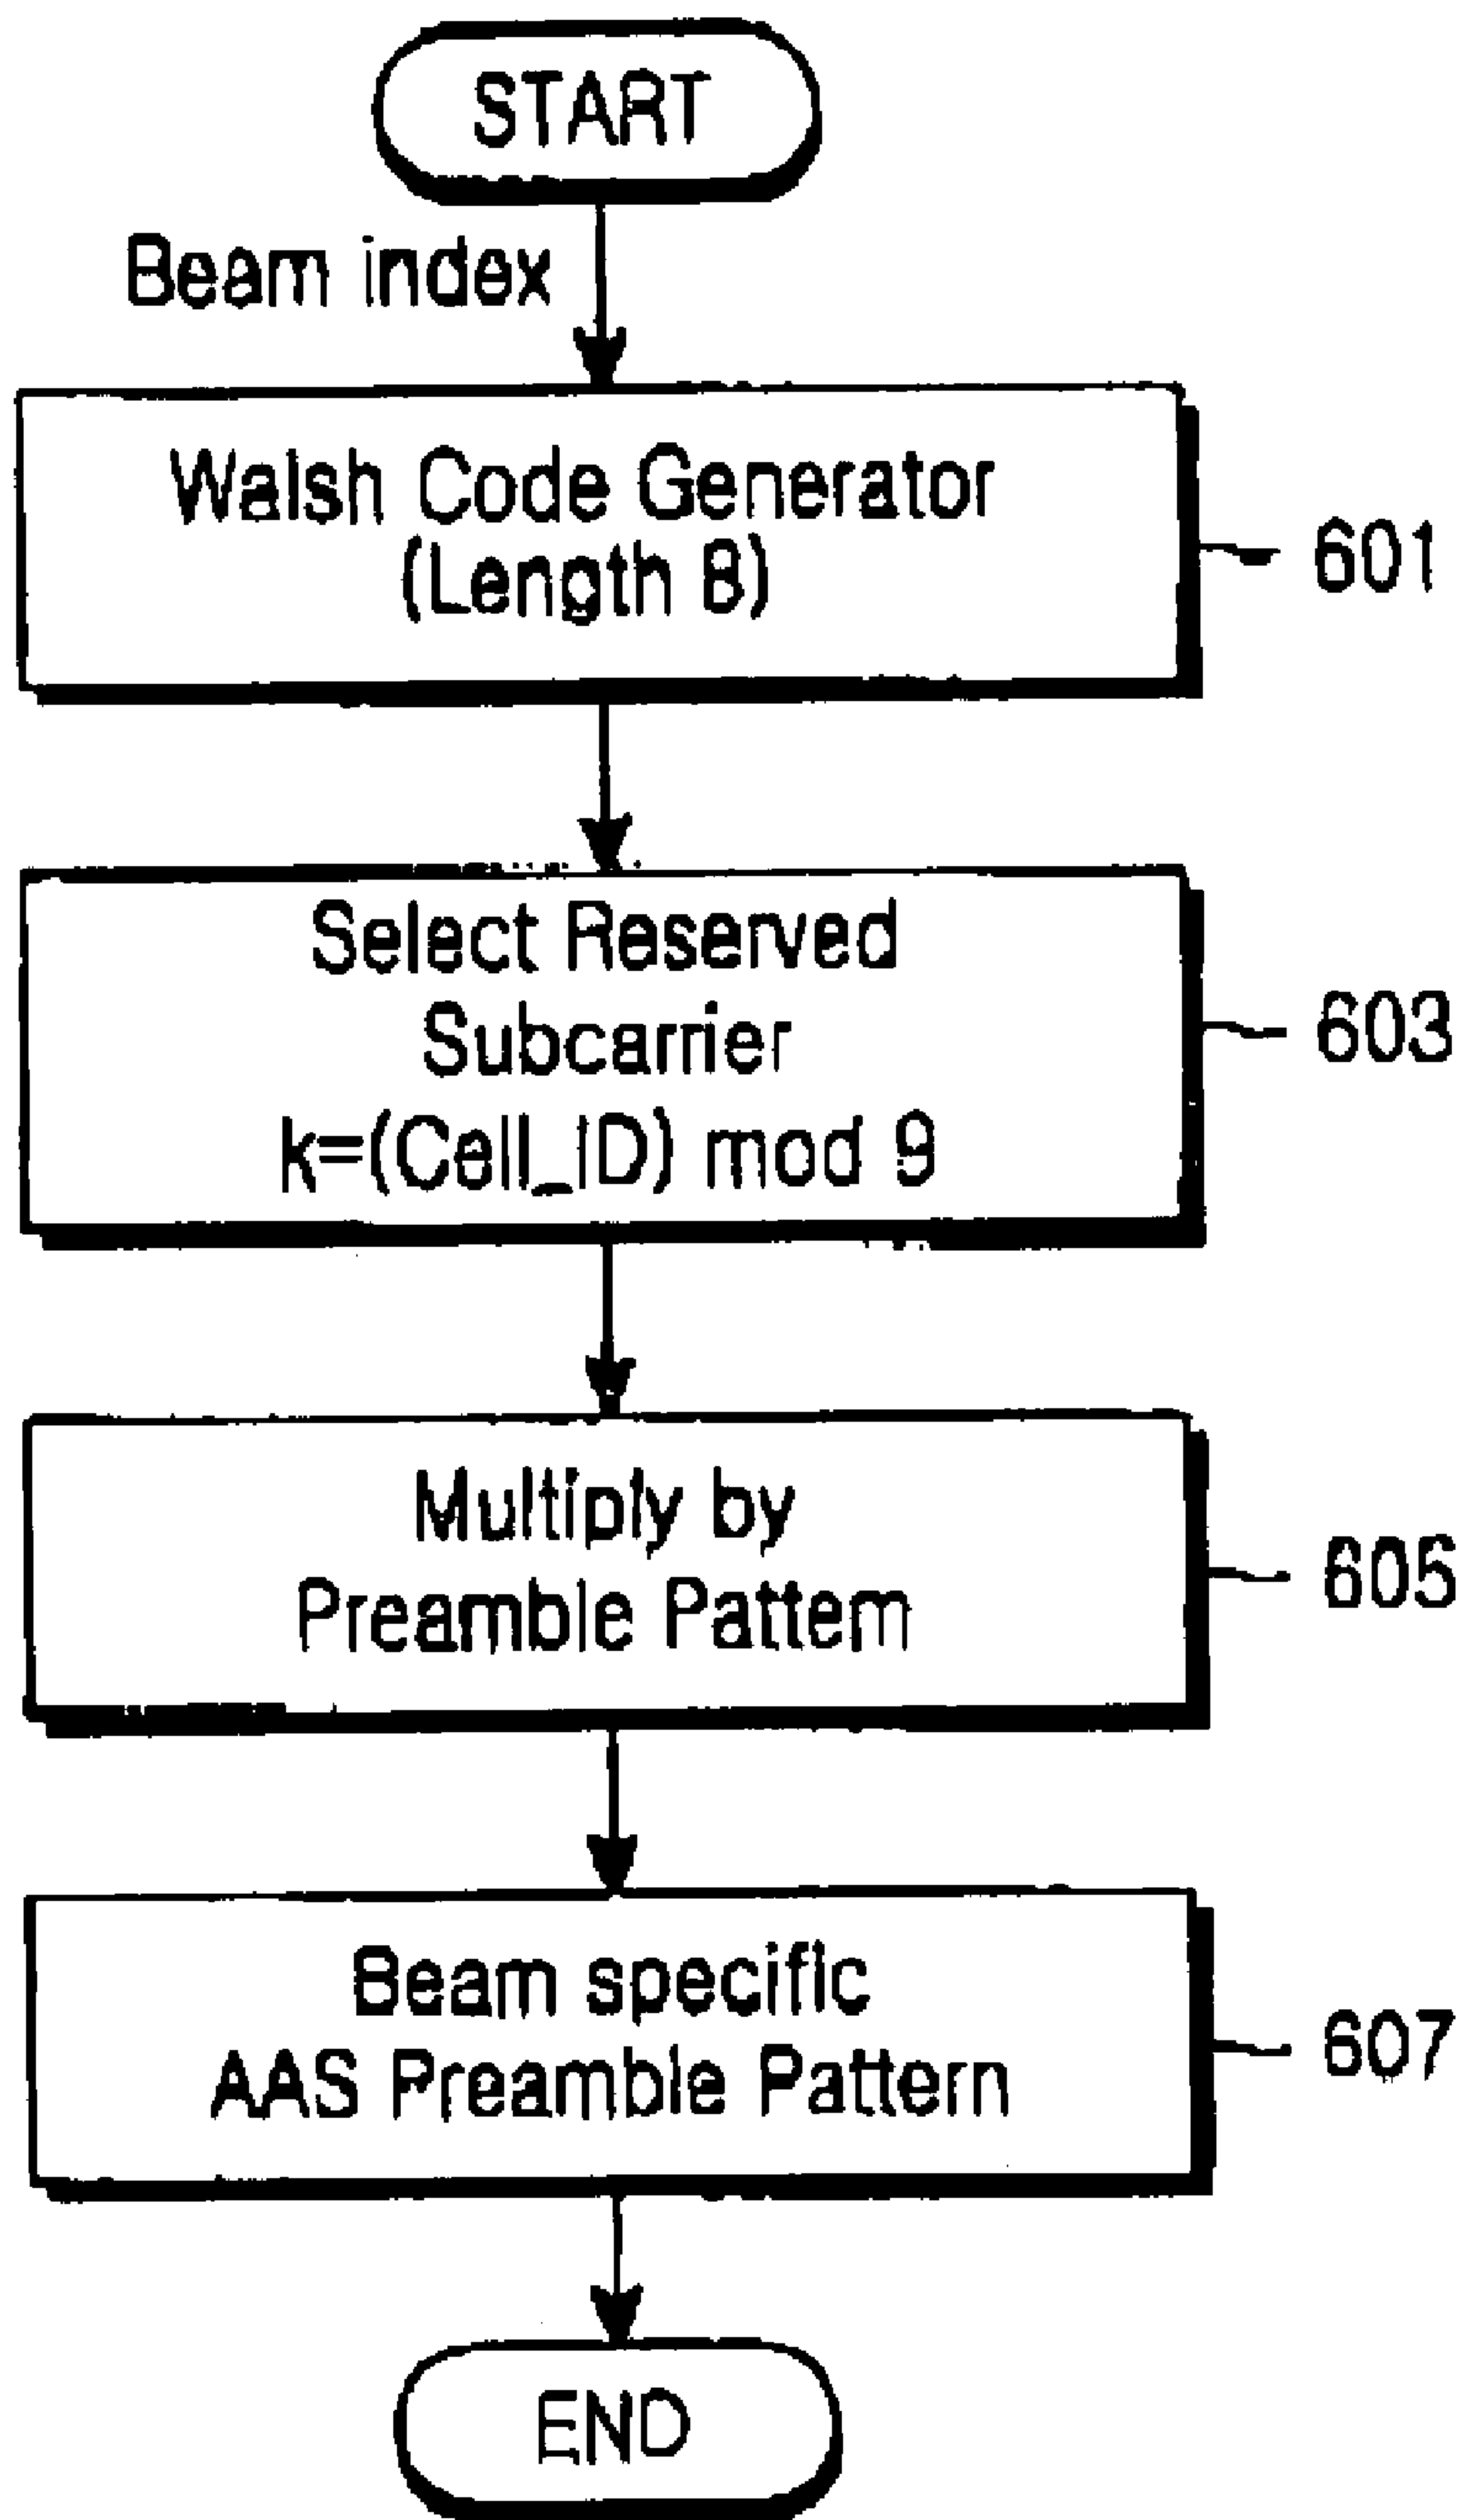 START
Beam index
Walsh Code Generator
(Length 8)
601
Select Reserved
Subcarrier
k=(Cell_ID) mod 9
603
Multiply by
Preamble Pattern
605
Beam specific
AAS Preamble Pattern
607
END